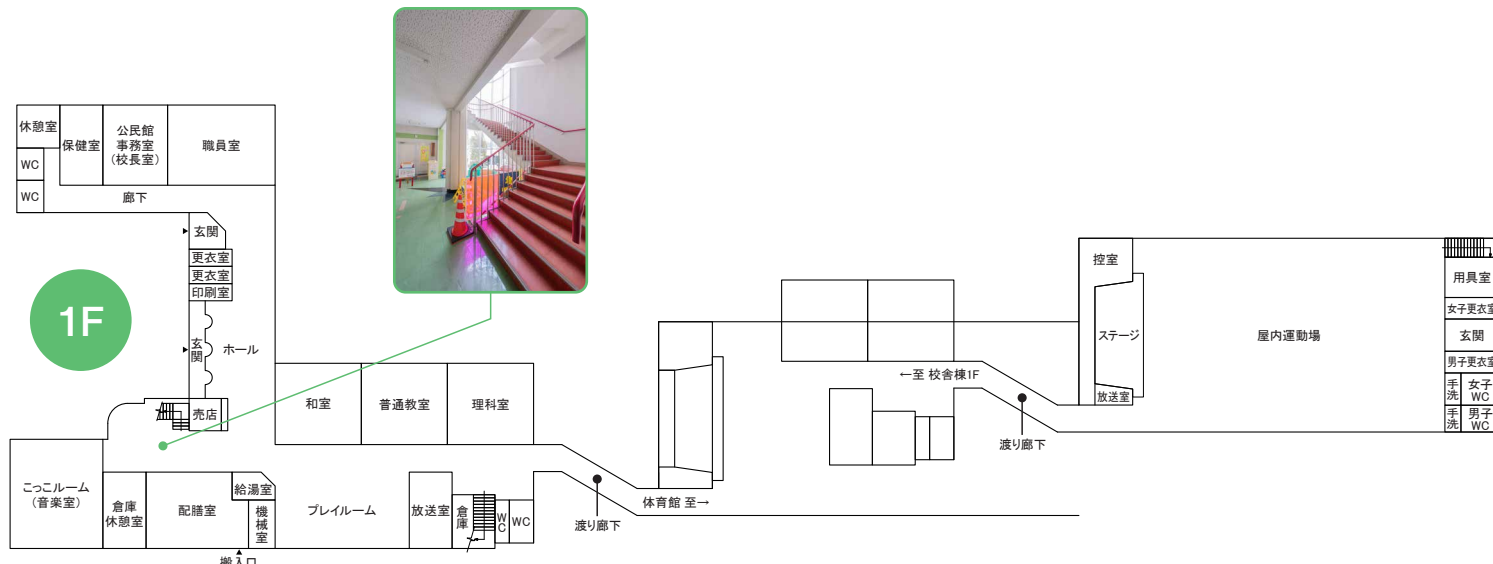 休憩室
保健室
公民館
事務室
(校長室)
職員室
WC
WC
廊下
玄関
更衣室
更衣室
印刷室
1F
玄関
ホール
売店
和室
普通教室
理科室
こっこルーム
(音楽室)
倉庫
休憩室
配膳室
給湯室
機械室
プレイルーム
放送室
倉庫
WC
WC
搬入口
渡り廊下
体育館 至→
←至 校舎棟1F
渡り廊下
控室
ステージ
放送室
屋内運動場
用具室
女子更衣室
玄関
男子更衣室
手洗
女子
WC
手洗
男子
WC